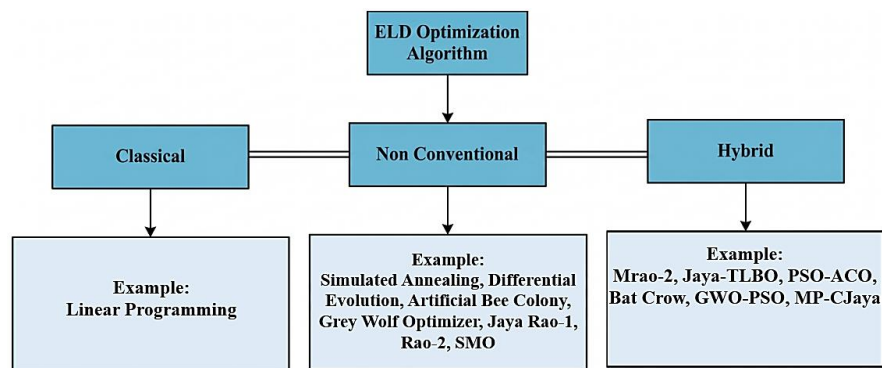 ELD Optimization
Algorithm
Classical
Non Conventional
Hybrid
Example:
Linear Programming
Example:
Simulated Annealing, Differential
Evolution, Artificial Bee Colony,
Grey Wolf Optimizer, Jaya Rao-1,
Rao-2, SMO
Example:
Mrao-2, Jaya-TLBO, PSO-ACO,
Bat Crow, GWO-PSO, MP-CJaya